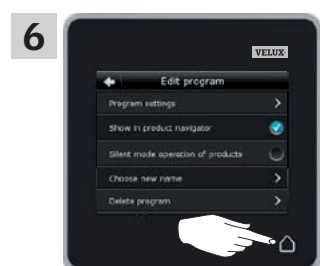 6
VELUX
Edit program
Program settings
Show in product navigator
Silent mode operation of products
Choose new name
Delete program